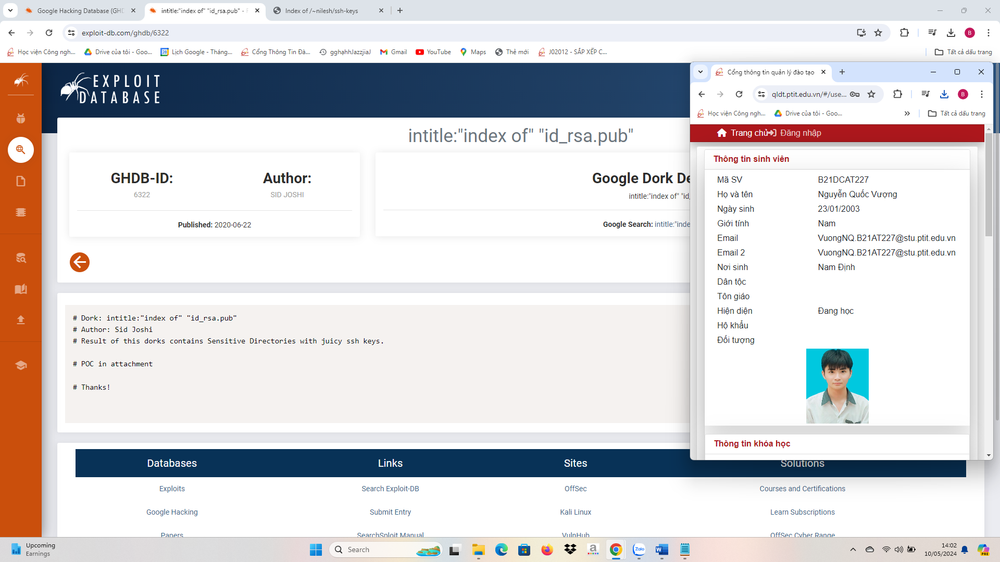 Google Hacking Database (GHD
intitle:"index of" "id_rsa.pub" - F
Index of /~nilesh/ssh-keys
exploit-db.com/ghdb/6322
B
Học viện Công ngh...
Drive của tôi - Goo...
Lịch Google - Tháng...
Cổng Thông Tin Đà...
gghạhhJazzjiaJ
Gmail
YouTube
Maps
Thẻ mới
J02012 - SẮP XẾP C...
Tất cả dấu trang
EXPLOIT
DATABASE
intitle:"index of" "id_rsa.pub"
GHDB-ID:
6322
Author:
SID JOSHI
Published: 2020-06-22
Google Dork De
intitle:"index of" "id_
Google Search: intitle:"inde
# Dork: intitle:"index of" "id_rsa.pub"
# Author: Sid Joshi
# Result of this dorks contains Sensitive Directories with juicy ssh keys.
# POC in attachment
# Thanks!
Databases
Links
Sites
Solutions
Exploits
Search Exploit-DB
OffSec
Courses and Certifications
Google Hacking
Submit Entry
Kali Linux
Learn Subscriptions
Papers
SearchSploit Manual
VulnHub
OffSec Cyber Range
Cổng thông tin quản lý đào tạo
qldt.ptit.edu.vn/#/use...
B
Học viện Công ngh...
Drive của tôi - Goo...
Tất cả dấu trang
Trang chủ
Đăng nhập
Thông tin sinh viên
Mã SV B21DCAT227
Họ và tên Nguyễn Quốc Vượng
Ngày sinh 23/01/2003
Giới tính Nam
Email VuongNQ.B21AT227@stu.ptit.edu.vn
Email 2 VuongNQ.B21AT227@stu.ptit.edu.vn
Nơi sinh Nam Định
Dân tộc
Tôn giáo
Hiện diện Đang học
Hộ khẩu
Đối tượng
Thông tin khóa học
Upcoming
Earnings
Search
Zalo
14:02
10/05/2024
PRE